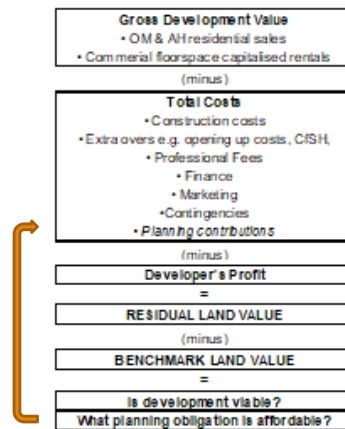 Gross Development Value
• OM & AH residential sales
• Commerial floorspace capitalised rentals
(minus)
Total Costs
• Construction costs
• Extra overs e.g. opening up costs, CfSH,
• Professional Fees
• Finance
• Marketing
•Contingencies
• Planning contributions
(minus)
Developer's Profit
=
RESIDUAL LAND VALUE
(minus)
BENCHMARK LAND VALUE
=
Is development viable?
What planning obligation is affordable?